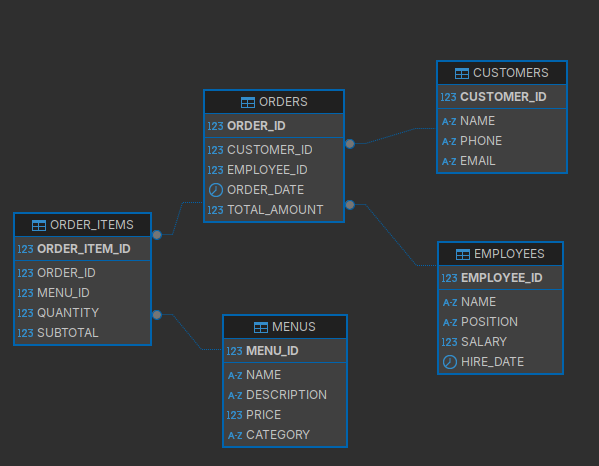 CUSTOMERS
123 CUSTOMER_ID
A-Z NAME
A-Z PHONE
A-Z EMAIL
ORDERS
123 ORDER_ID
123 CUSTOMER_ID
123 EMPLOYEE_ID
ORDER_DATE
123 TOTAL_AMOUNT
ORDER_ITEMS
123 ORDER_ITEM_ID
123 ORDER_ID
123 MENU_ID
123 QUANTITY
123 SUBTOTAL
EMPLOYEES
123 EMPLOYEE_ID
A-Z NAME
A-Z POSITION
123 SALARY
HIRE_DATE
MENUS
123 MENU_ID
A-Z NAME
A-Z DESCRIPTION
123 PRICE
A-Z CATEGORY